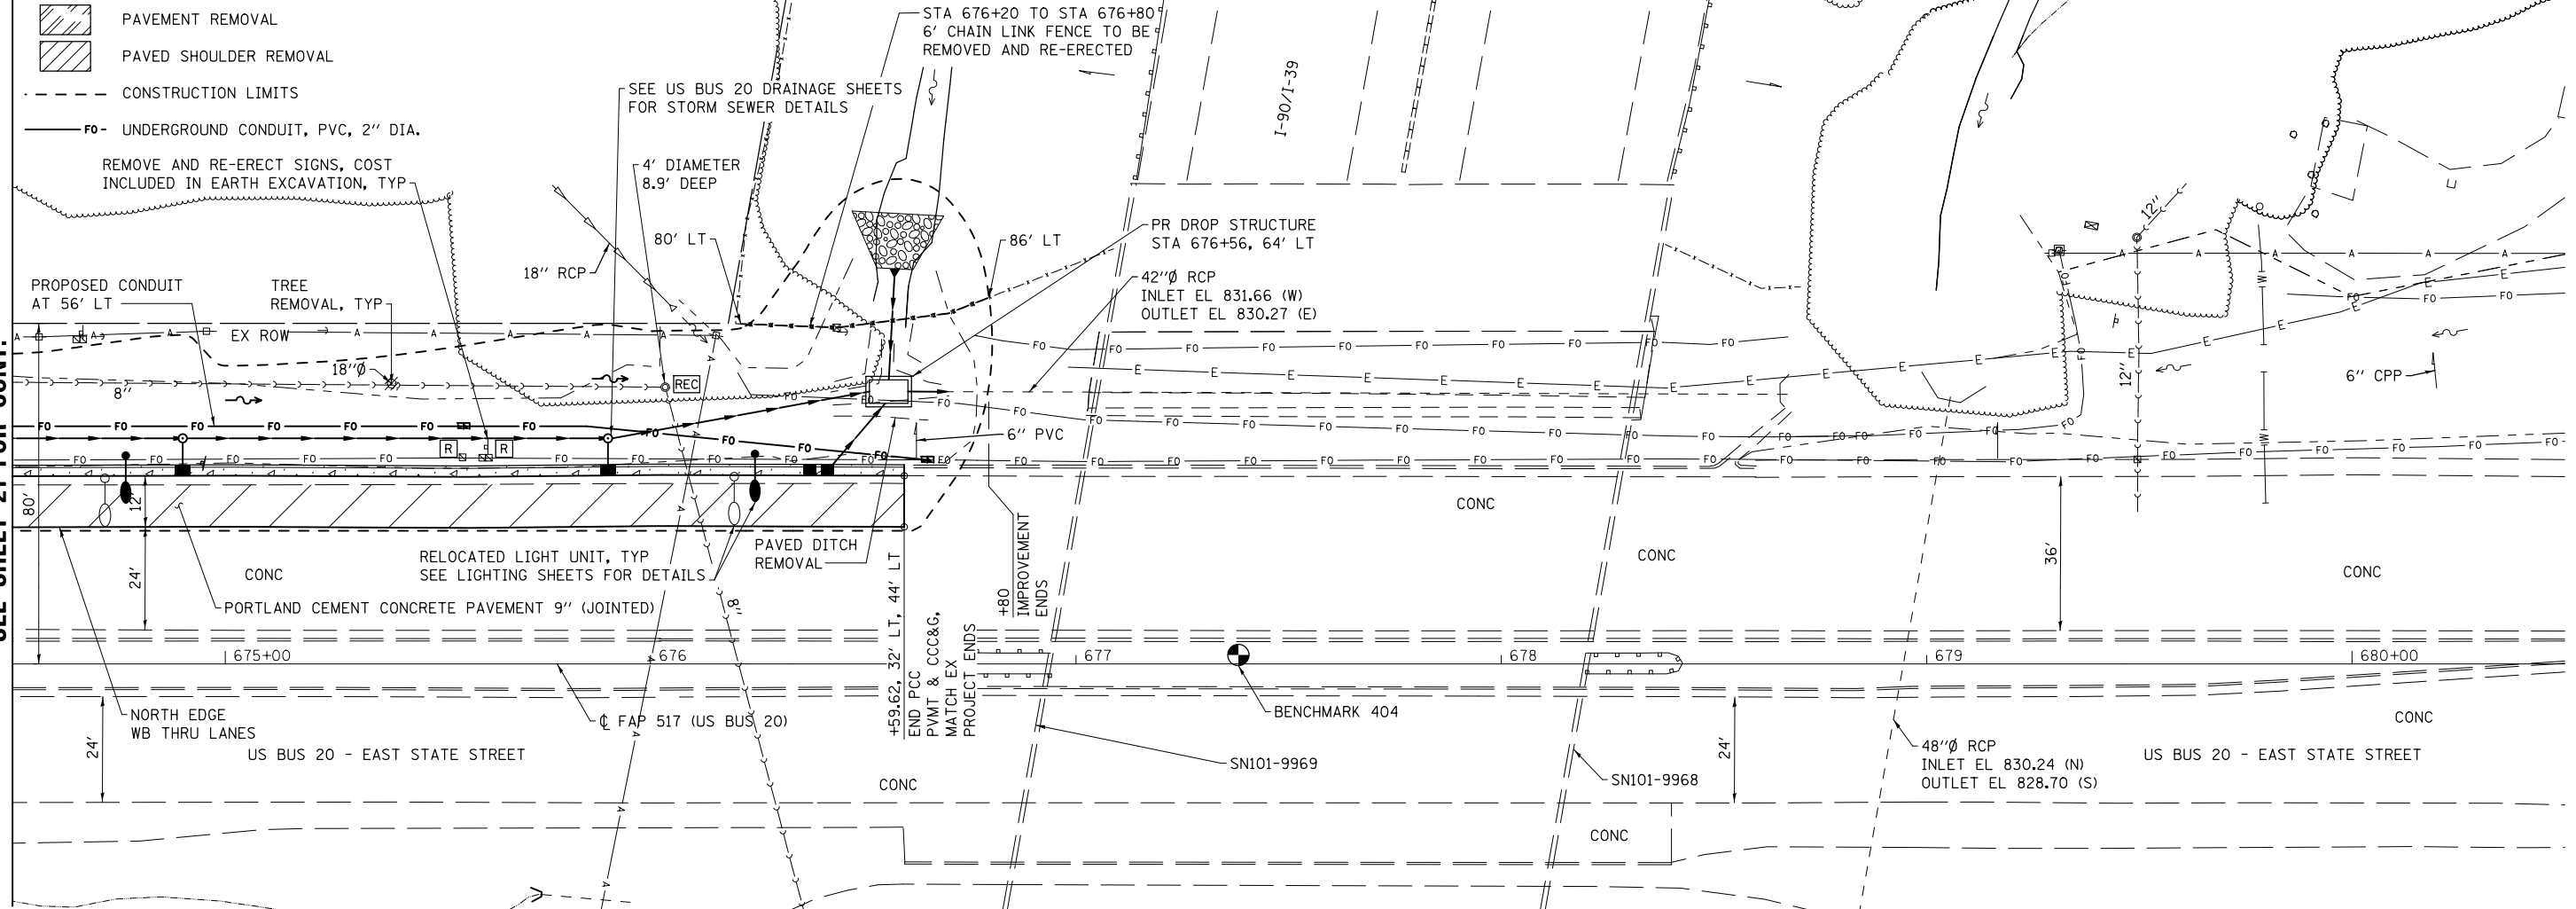 PAVEMENT REMOVAL
PAVED SHOULDER REMOVAL
CONSTRUCTION LIMITS
FO UNDERGROUND CONDUIT, PVC, 2" DIA.
REMOVE AND RE-ERECT SIGNS, COST
INCLUDED IN EARTH EXCAVATION, TYP
STA 676+20 TO STA 676+80
6' CHAIN LINK FENCE TO BE
REMOVED AND RE-ERECTED
SEE US BUS 20 DRAINAGE SHEETS
FOR STORM SEWER DETAILS
4' DIAMETER
8.9' DEEP
I-90/I-39
PR DROP STRUCTURE
STA 676+56, 64' LT
80' LT
86' LT
18" RCP
42"Ø RCP
INLET EL 831.66 (W)
OUTLET EL 830.27 (E)
12"
PROPOSED CONDUIT
AT 56' LT
TREE
REMOVAL, TYP
EX ROW
18"Ø
8"
REC
12"
6" CPP
R
R
6" PVC
80'
12'
24'
CONC
CONC
CONC
CONC
36'
RELOCATED LIGHT UNIT, TYP
SEE LIGHTING SHEETS FOR DETAILS
PAVED DITCH
REMOVAL
PORTLAND CEMENT CONCRETE PAVEMENT 9" (JOINTED)
8"
+59.62, 32' LT, 44' LT
END PCC
PVMT & CCC&G,
MATCH EX
PROJECT ENDS
+80
IMPROVEMENT
ENDS
675+00
676
677
678
679
680+00
NORTH EDGE
WB THRU LANES
℄ FAP 517 (US BUS 20)
BENCHMARK 404
CONC
24'
24'
US BUS 20 - EAST STATE STREET
US BUS 20 - EAST STATE STREET
SN101-9969
SN101-9968
48"Ø RCP
INLET EL 830.24 (N)
OUTLET EL 828.70 (S)
CONC
CONC